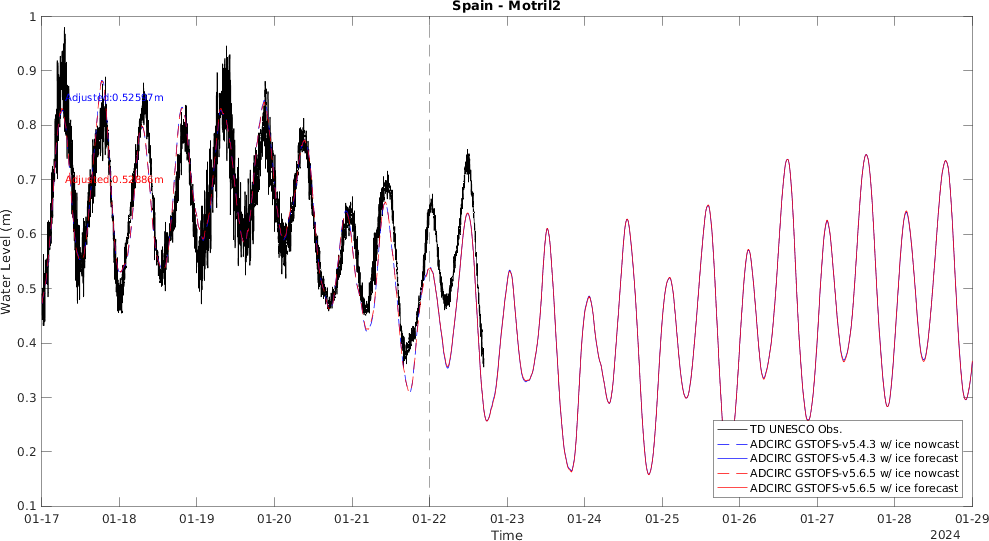 Spain - Motril2
1
0.9
0.8
0.7
0.6
0.5
0.4
0.3
0.2
0.1
Water Level (m)
Adjusted:0.52597m
Adjusted:0.52886m
TD UNESCO Obs.
ADCIRC GSTOFS-v5.4.3 w/ ice nowcast
ADCIRC GSTOFS-v5.4.3 w/ ice forecast
ADCIRC GSTOFS-v5.6.5 w/ ice nowcast
ADCIRC GSTOFS-v5.6.5 w/ ice forecast
01-17 01-18 01-19 01-20 01-21 01-22 01-23 01-24 01-25 01-26 01-27 01-28 01-29
Time
2024